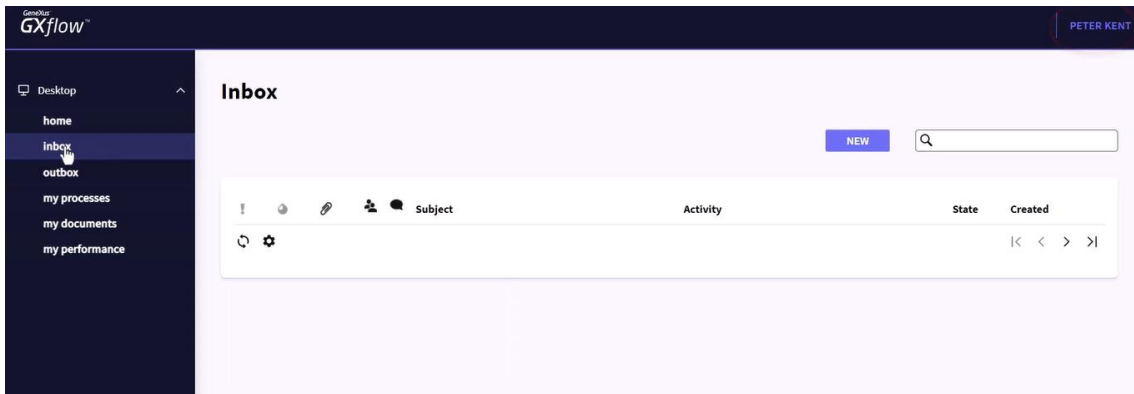 GeneXus
GXflow™
PETER KENT
Desktop
home
inbox
outbox
my processes
my documents
my performance
Inbox
NEW
Subject Activity State Created